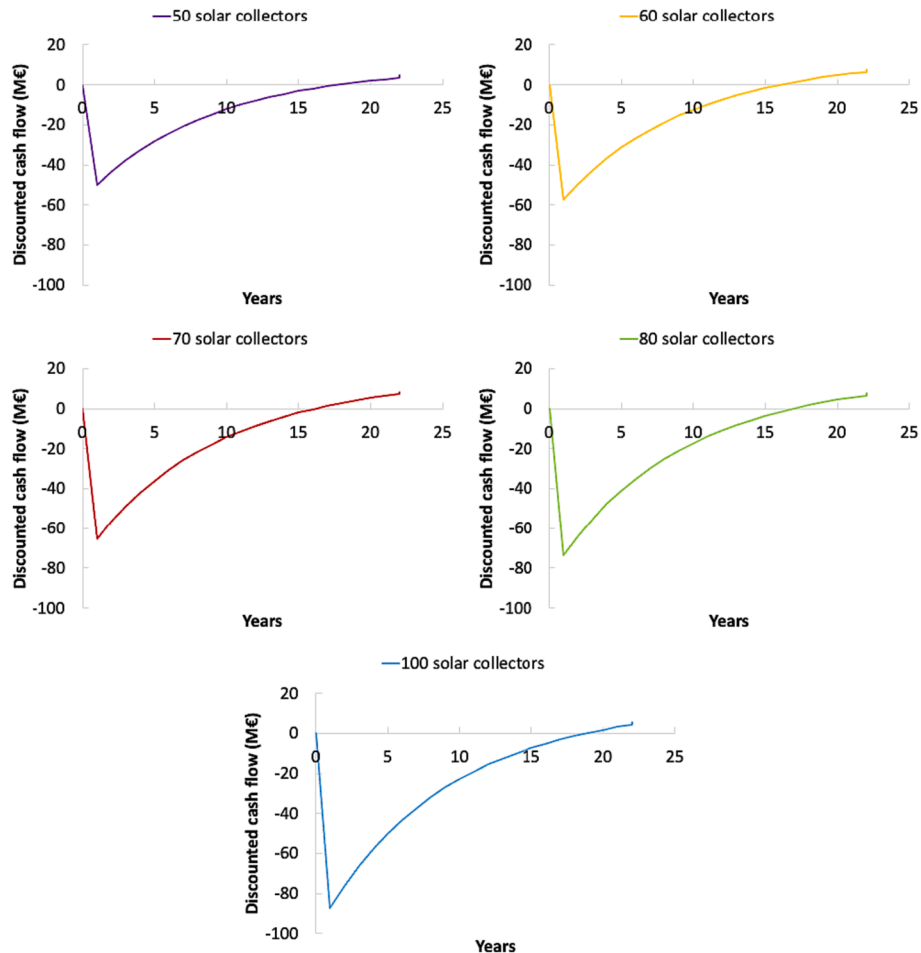 50 solar collectors
20
0
-20
-40
-60
-80
-100
0 5 10 15 20 25
Discounted cash flow (M€)
Years
60 solar collectors
20
0
-20
-40
-60
-80
-100
0 5 10 15 20 25
Discounted cash flow (M€)
Years
70 solar collectors
20
0
-20
-40
-60
-80
-100
0 5 10 15 20 25
Discounted cash flow (M€)
Years
80 solar collectors
20
0
-20
-40
-60
-80
-100
0 5 10 15 20 25
Discounted cash flow (M€)
Years
100 solar collectors
20
0
-20
-40
-60
-80
-100
0 5 10 15 20 25
Discounted cash flow (M€)
Years